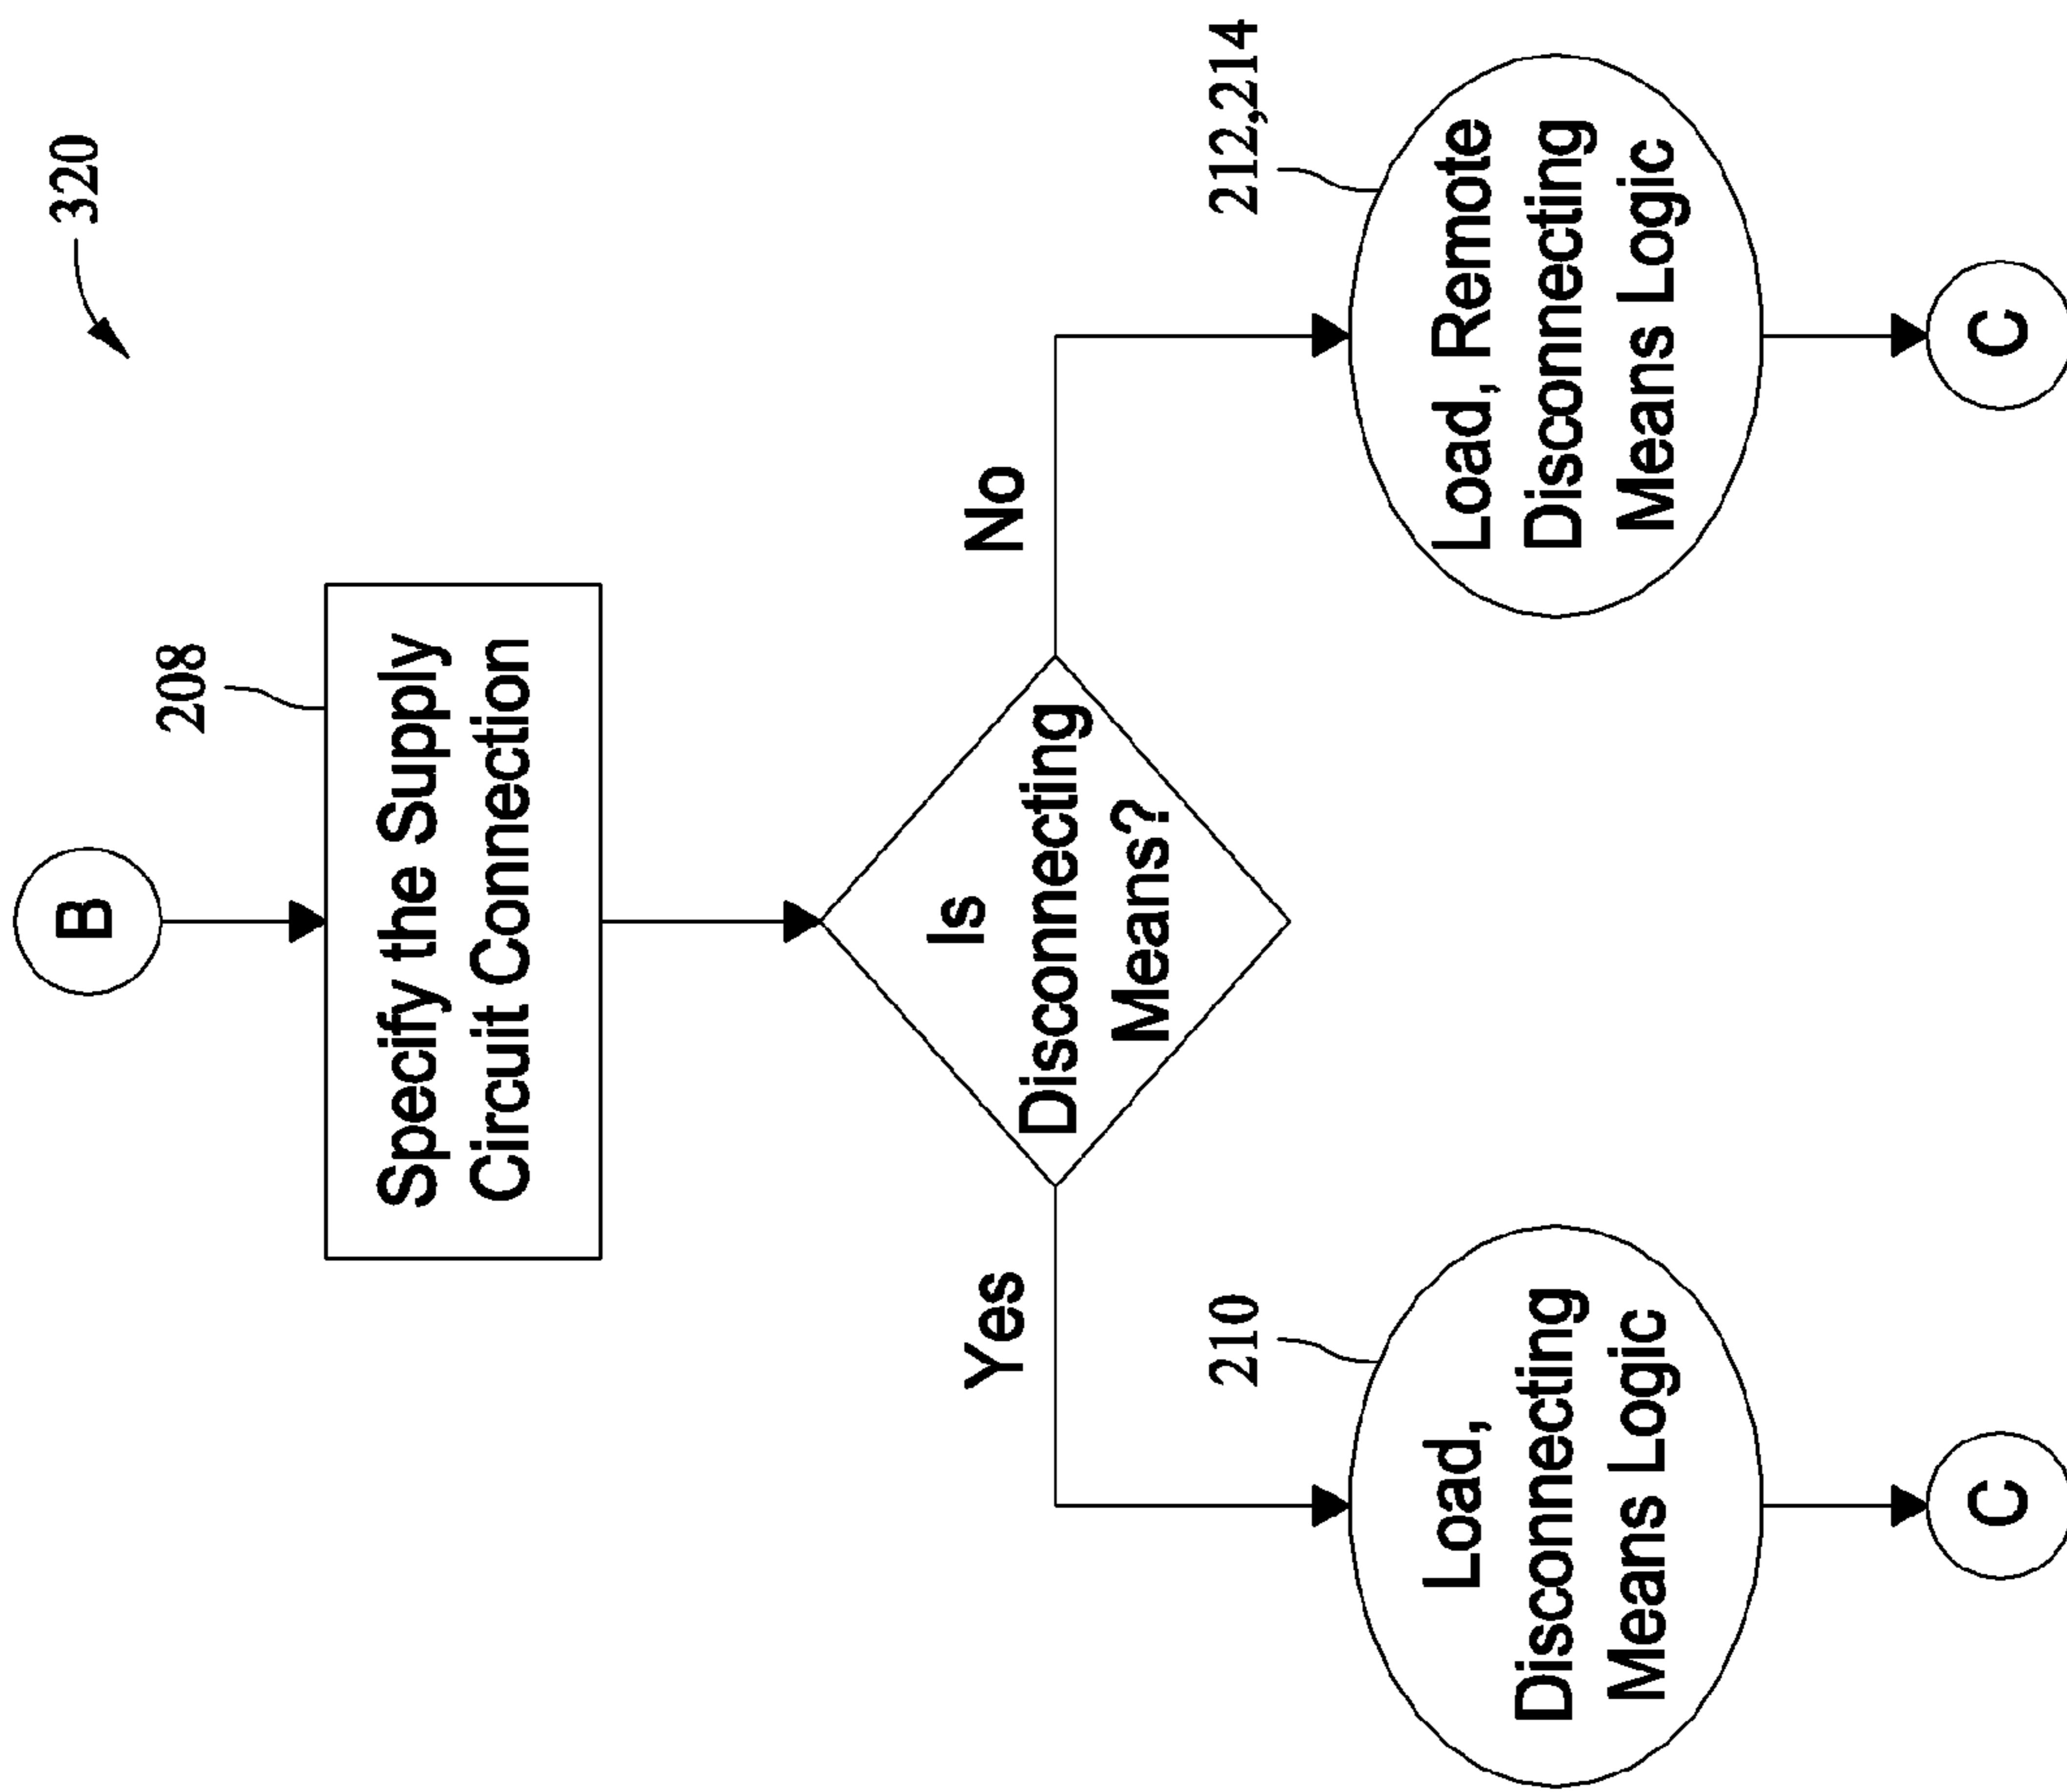 320
B
208
Specify the Supply
Circuit Connection
Is
Disconnecting
Means?
Yes
No
210
Load,
Disconnecting
Means Logic
212,214
Load, Remote
Disconnecting
Means Logic
C
C